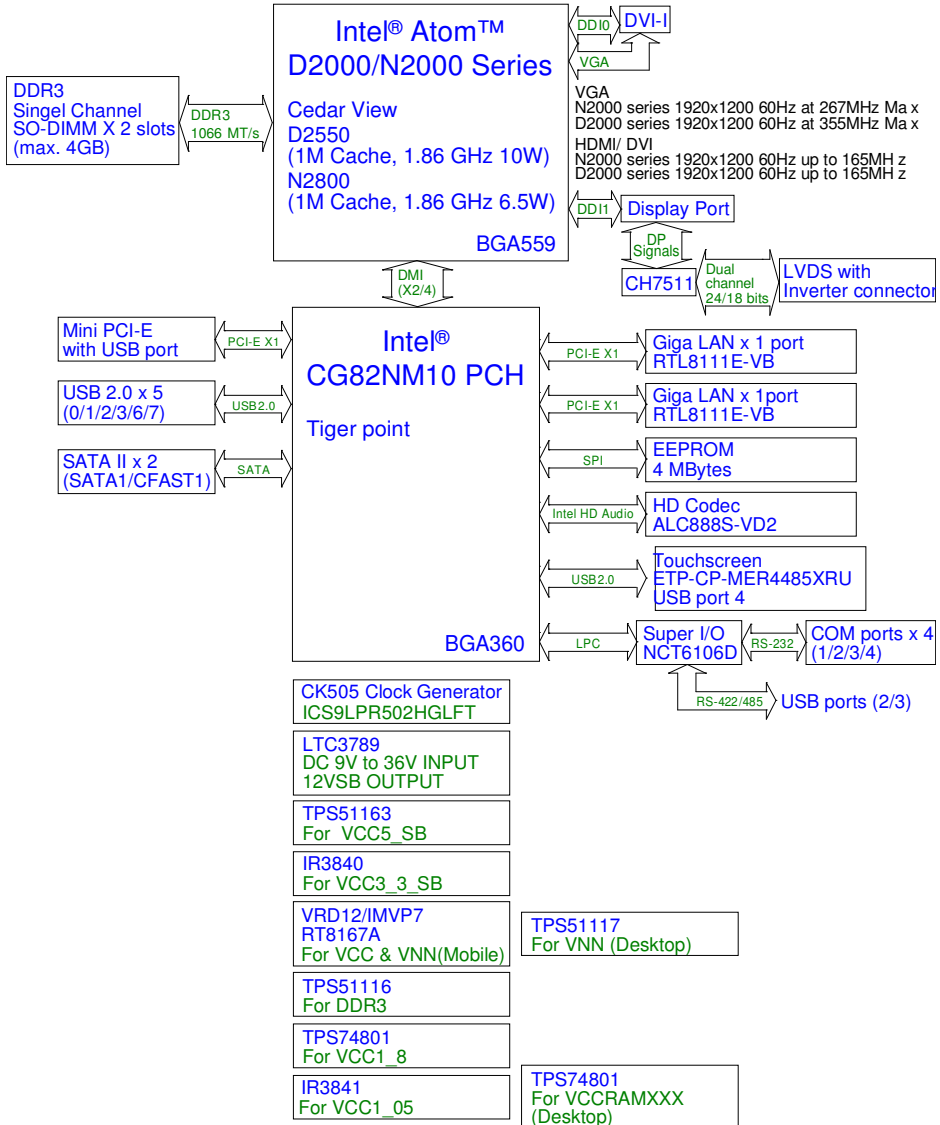 Intel® Atom™
D2000/N2000 Series
Cedar View
D2550
(1M Cache, 1.86 GHz 10W)
N2800
(1M Cache, 1.86 GHz 6.5W)
BGA559
DDI0
DVI-I
VGA
DDR3
Singel Channel
SO-DIMM X 2 slots
(max. 4GB)
DDR3
1066 MT/s
VGA
N2000 series 1920x1200 60Hz at 267MHz Max
D2000 series 1920x1200 60Hz at 355MHz Max
HDMI/ DVI
N2000 series 1920x1200 60Hz up to 165MHz
D2000 series 1920x1200 60Hz up to 165MHz
DDI1
Display Port
DP
Signals
CH7511
Dual
channel
24/18 bits
LVDS with
Inverter connector
DMI
(X2/4)
Intel®
CG82NM10 PCH
Tiger point
BGA360
Mini PCI-E
with USB port
PCI-E X1
USB 2.0 x 5
(0/1/2/3/6/7)
USB2.0
SATA II x 2
(SATA1/CFAST1)
SATA
PCI-E X1
Giga LAN x 1 port
RTL8111E-VB
PCI-E X1
Giga LAN x 1port
RTL8111E-VB
SPI
EEPROM
4 MBytes
Intel HD Audio
HD Codec
ALC888S-VD2
USB2.0
Touchscreen
ETP-CP-MER4485XRU
USB port 4
LPC
Super I/O
NCT6106D
RS-232
COM ports x 4
(1/2/3/4)
RS-422/485
USB ports (2/3)
CK505 Clock Generator
ICS9LPR502HGLFT
LTC3789
DC 9V to 36V INPUT
12VSB OUTPUT
TPS51163
For VCC5_SB
IR3840
For VCC3_3_SB
VRD12/IMVP7
RT8167A
For VCC & VNN(Mobile)
TPS51117
For VNN (Desktop)
TPS51116
For DDR3
TPS74801
For VCC1_8
IR3841
For VCC1_05
TPS74801
For VCCRAMXXX
(Desktop)